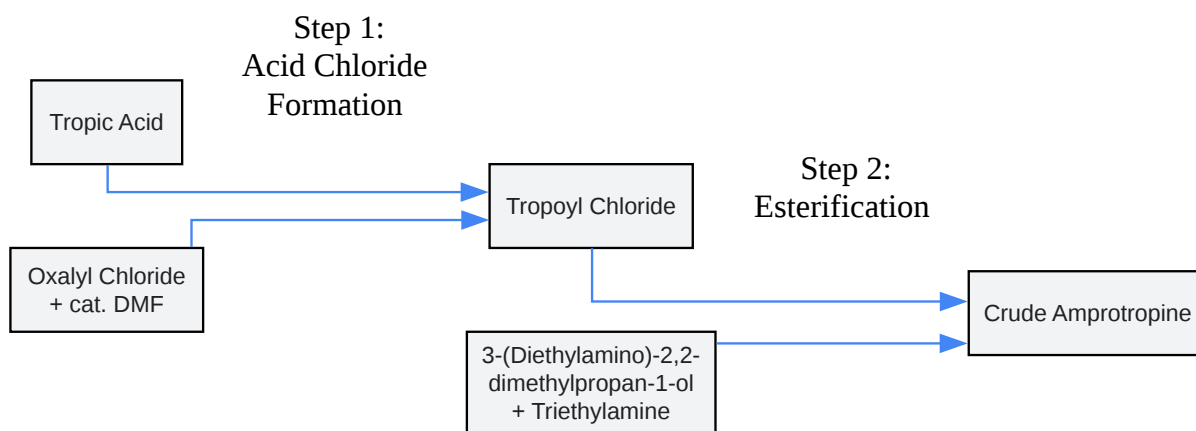 Step 1:
Acid Chloride
Formation
Tropic Acid
Step 2:
Esterification
Tropoyl Chloride
Oxalyl Chloride
+ cat. DMF
Crude Amprotropine
3-(Diethylamino)-2,2-
dimethylpropan-1-ol
+ Triethylamine